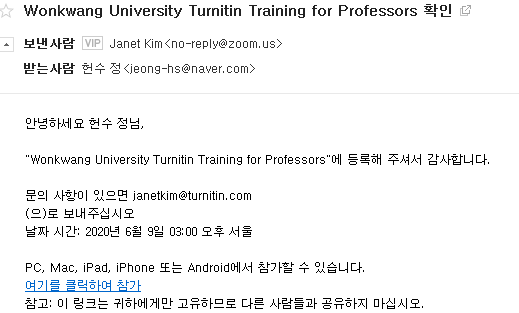 Wonkwang University Turnitin Training for Professors 확인
보낸사람 VIP Janet Kim<no-reply@zoom.us>
받는사람 헌수 정<jeong-hs@naver.com>
안녕하세요 헌수 정님,
"Wonkwang University Turnitin Training for Professors"에 등록해 주셔서 감사합니다.
문의 사항이 있으면 janetkim@turnitin.com
(으)로 보내주십시오
날짜 시간: 2020년 6월 9일 03:00 오후 서울
PC, Mac, iPad, iPhone 또는 Android에서 참가할 수 있습니다.
여기를 클릭하여 참가
참고: 이 링크는 귀하에게만 고유하므로 다른 사람들과 공유하지 마십시오.